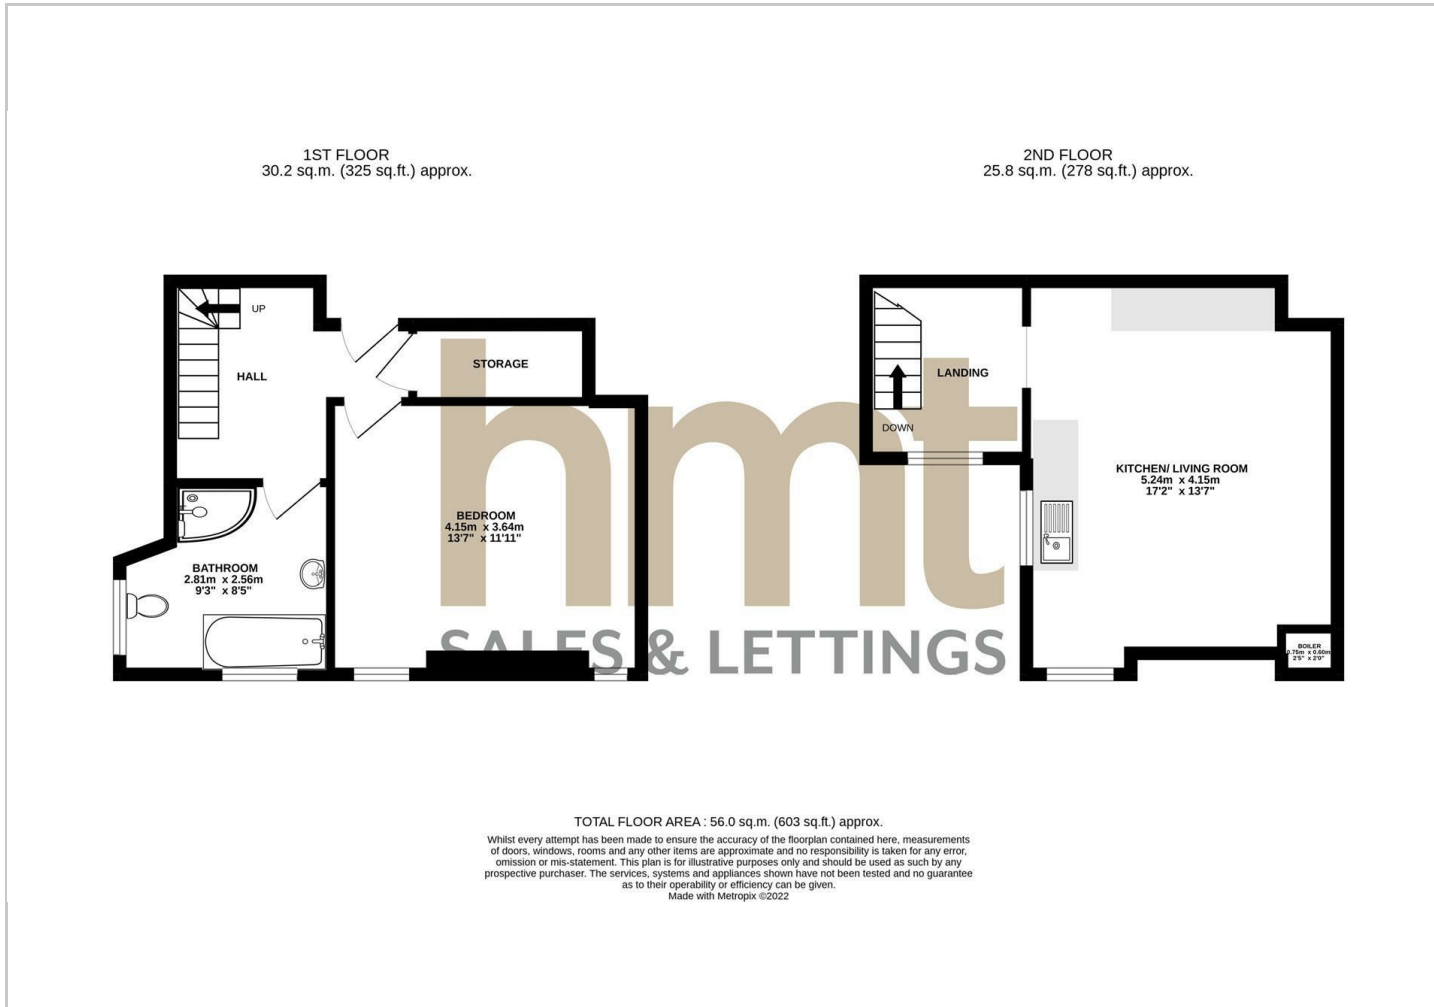 1ST FLOOR
30.2 sq.m. (325 sq.ft.) approx.
2ND FLOOR
25.8 sq.m. (278 sq.ft.) approx.
UP
HALL
STORAGE
BEDROOM
4.15m x 3.64m
13'7" x 11'11"
BATHROOM
2.81m x 2.56m
9'3" x 8'5"
LANDING
DOWN
KITCHEN/ LIVING ROOM
5.24m x 4.15m
17'2" x 13'7"
BOILER
0.75m x 0.60m
2'5" x 2'0"
hmt
SALES & LETTINGS
TOTAL FLOOR AREA : 56.0 sq.m. (603 sq.ft.) approx.
Whilst every attempt has been made to ensure the accuracy of the floorplan contained here, measurements
of doors, windows, rooms and any other items are approximate and no responsibility is taken for any error,
omission or mis-statement. This plan is for illustrative purposes only and should be used as such by any
prospective purchaser. The services, systems and appliances shown have not been tested and no guarantee
as to their operability or efficiency can be given.
Made with Metropix ©2022